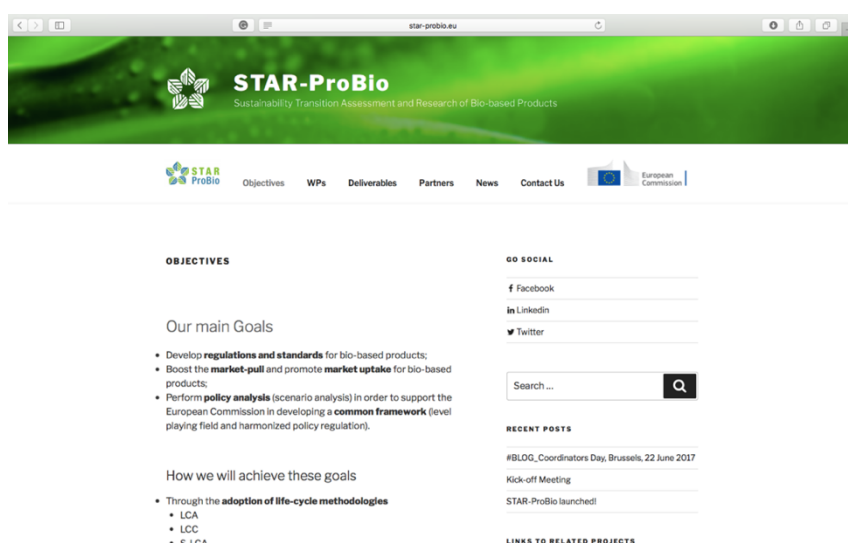 star-probio.eu
STAR-ProBio
Sustainability Transition Assessment and Research of Bio-based Products
STAR
ProBio
Objectives WPs Deliverables Partners News Contact Us
European
Commission
OBJECTIVES
Our main Goals
• Develop regulations and standards for bio-based products;
• Boost the market-pull and promote market uptake for bio-based
products;
• Perform policy analysis (scenario analysis) in order to support the
European Commission in developing a common framework (level
playing field and harmonized policy regulation).
How we will achieve these goals
• Through the adoption of life-cycle methodologies
• LCA
• LCC
• S-LCA
GO SOCIAL
Facebook
in Linkedin
Twitter
Search ...
RECENT POSTS
#BLOG_Coordinators Day, Brussels, 22 June 2017
Kick-off Meeting
STAR-ProBio launched!
LINKS TO RELATED PROJECTS